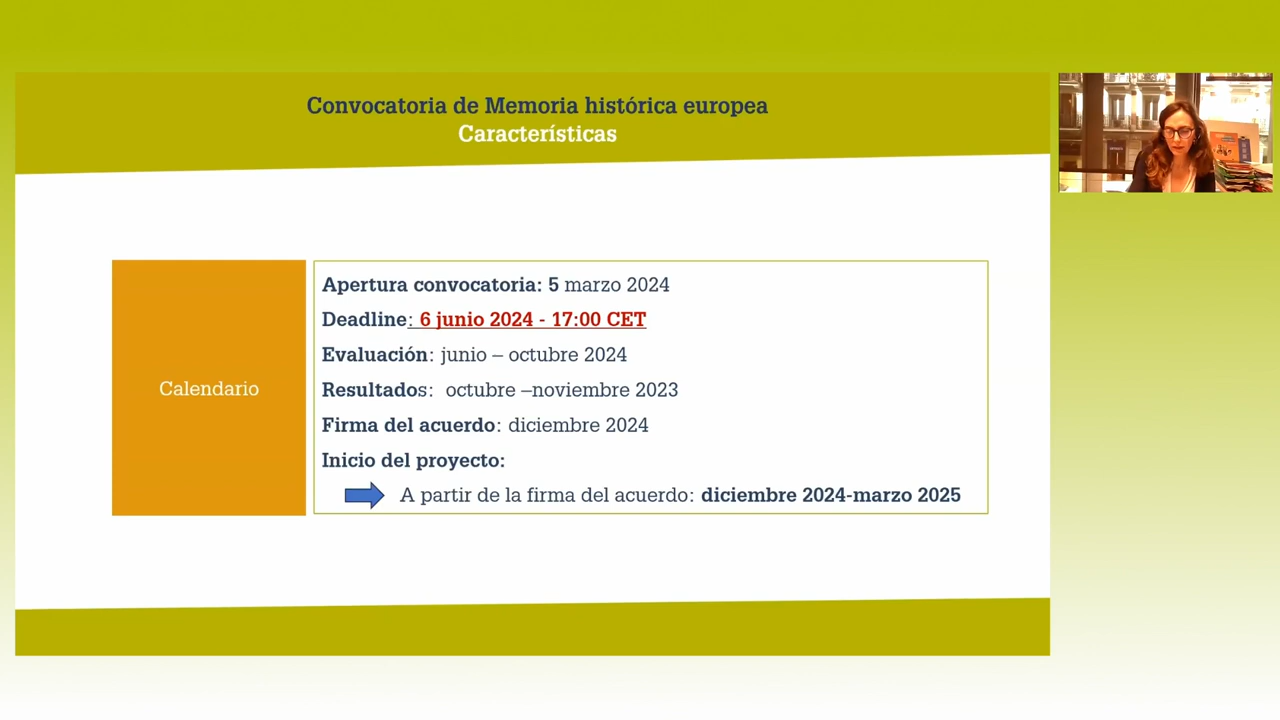 Convocatoria de Memoria histórica europea
Características
Calendario
Apertura convocatoria: 5 marzo 2024
Deadline: 6 junio 2024 - 17:00 CET
Evaluación: junio – octubre 2024
Resultados: octubre –noviembre 2023
Firma del acuerdo: diciembre 2024
Inicio del proyecto:
A partir de la firma del acuerdo: diciembre 2024-marzo 2025